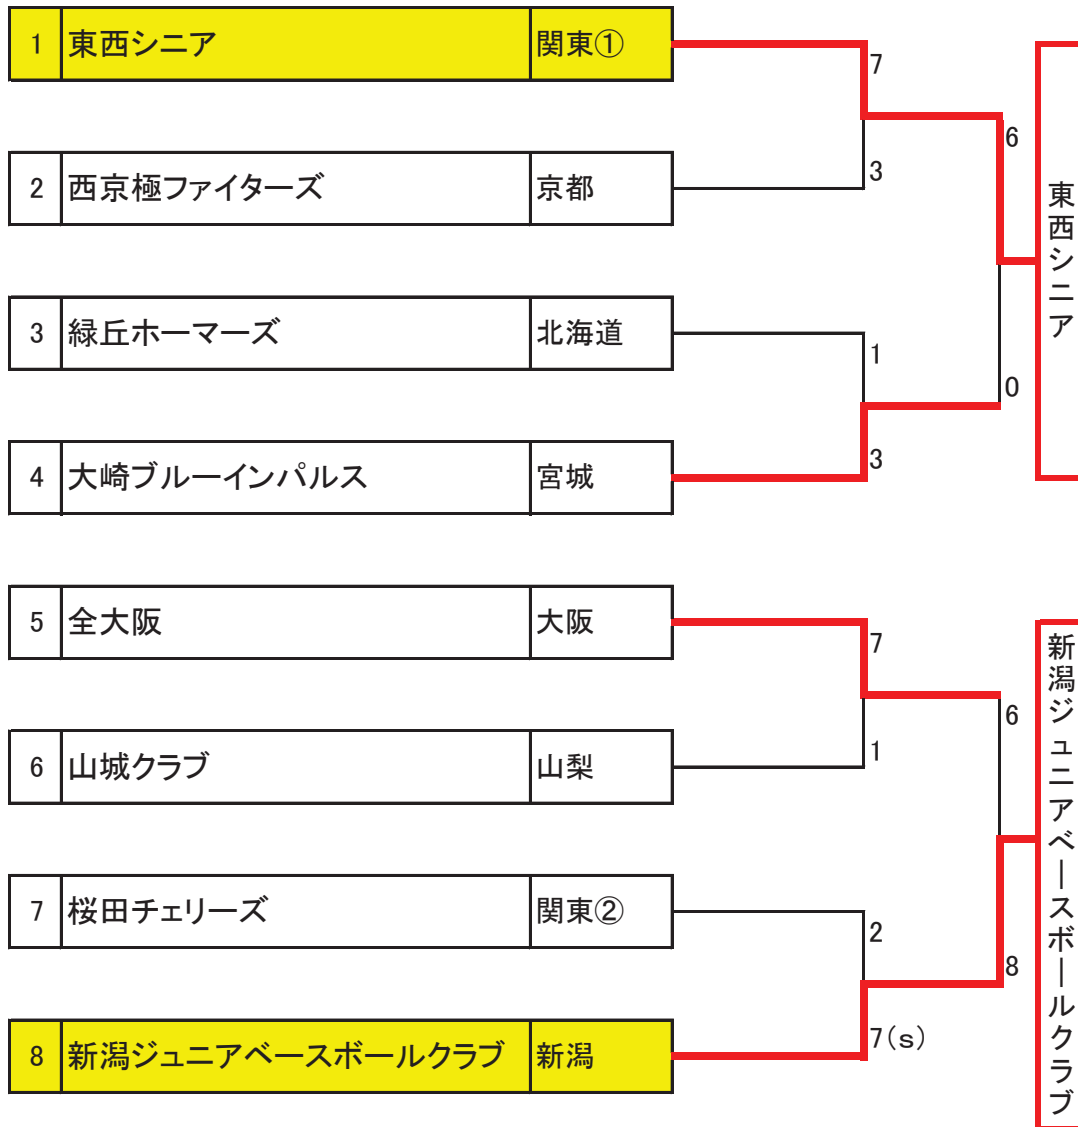 1 東西シニア 関東①
7
6
2 西京極ファイターズ 京都
3
東西シニア
3 緑丘ホーマーズ 北海道
1
0
4 大崎ブルーインパルス 宮城
3
5 全大阪 大阪
7
6
6 山城クラブ 山梨
1
新潟ジュニアベースボールクラブ
7 桜田チェリーズ 関東②
2
8
8 新潟ジュニアベースボールクラブ 新潟
7(s)